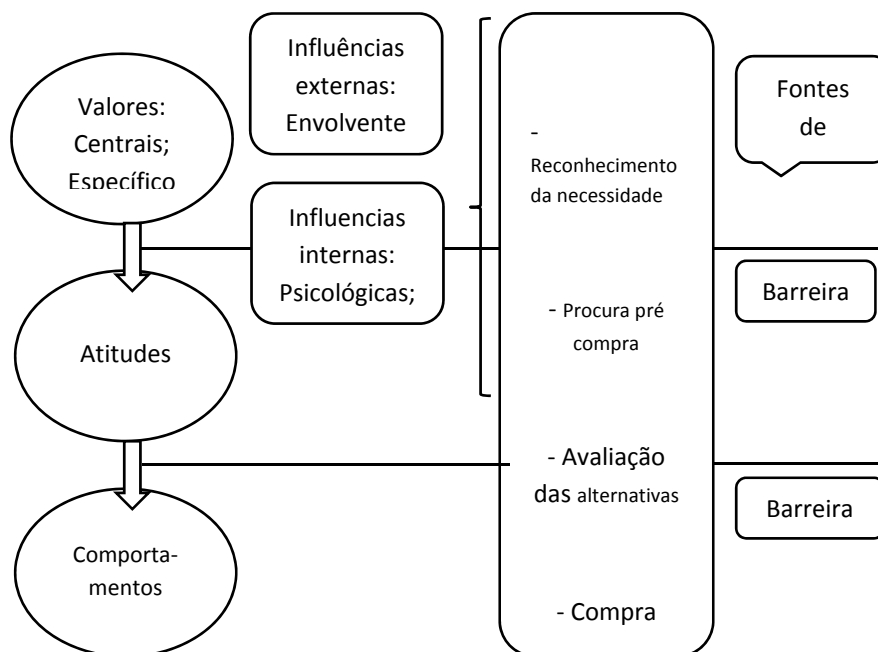 Valores:
Centrais;
Específico
Atitudes
Comporta-
mentos
Influências
externas:
Envolvente
Influencias
internas:
Psicológicas;
-
Reconhecimento
da necessidade
- Procura pré
compra
- Avaliação
das alternativas
- Compra
Fontes
de
Barreira
Barreira